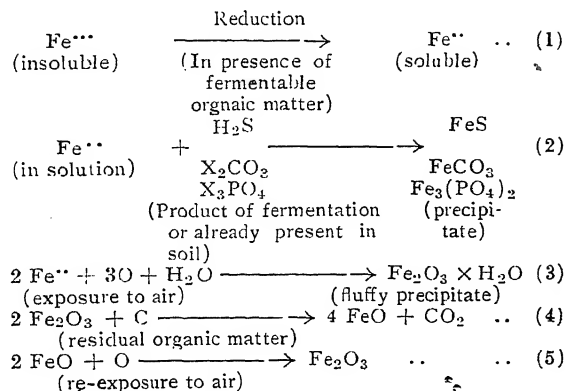 Reduction
Fe··· ⟶ Fe·· .. (1)
(insoluble) (In presence of (soluble)
fermentable
orgnaic matter)
H₂S FeS
Fe·· + ⟶ (2)
(in solution) X₂CO₃ FeCO₃
X₃PO₄ Fe₃(PO₄)₂
(Product of fermentation (precipi-
or already present in tate)
soil)
2 Fe·· + 3O + H₂O ⟶ Fe₂O₃ × H₂O (3)
(exposure to air) (fluffy precipitate)
2 Fe₂O₃ + C ⟶ 4 FeO + CO₂ .. (4)
(residual organic matter)
2 FeO + O ⟶ Fe₂O₃ .. .. (5)
(re-exposure to air)